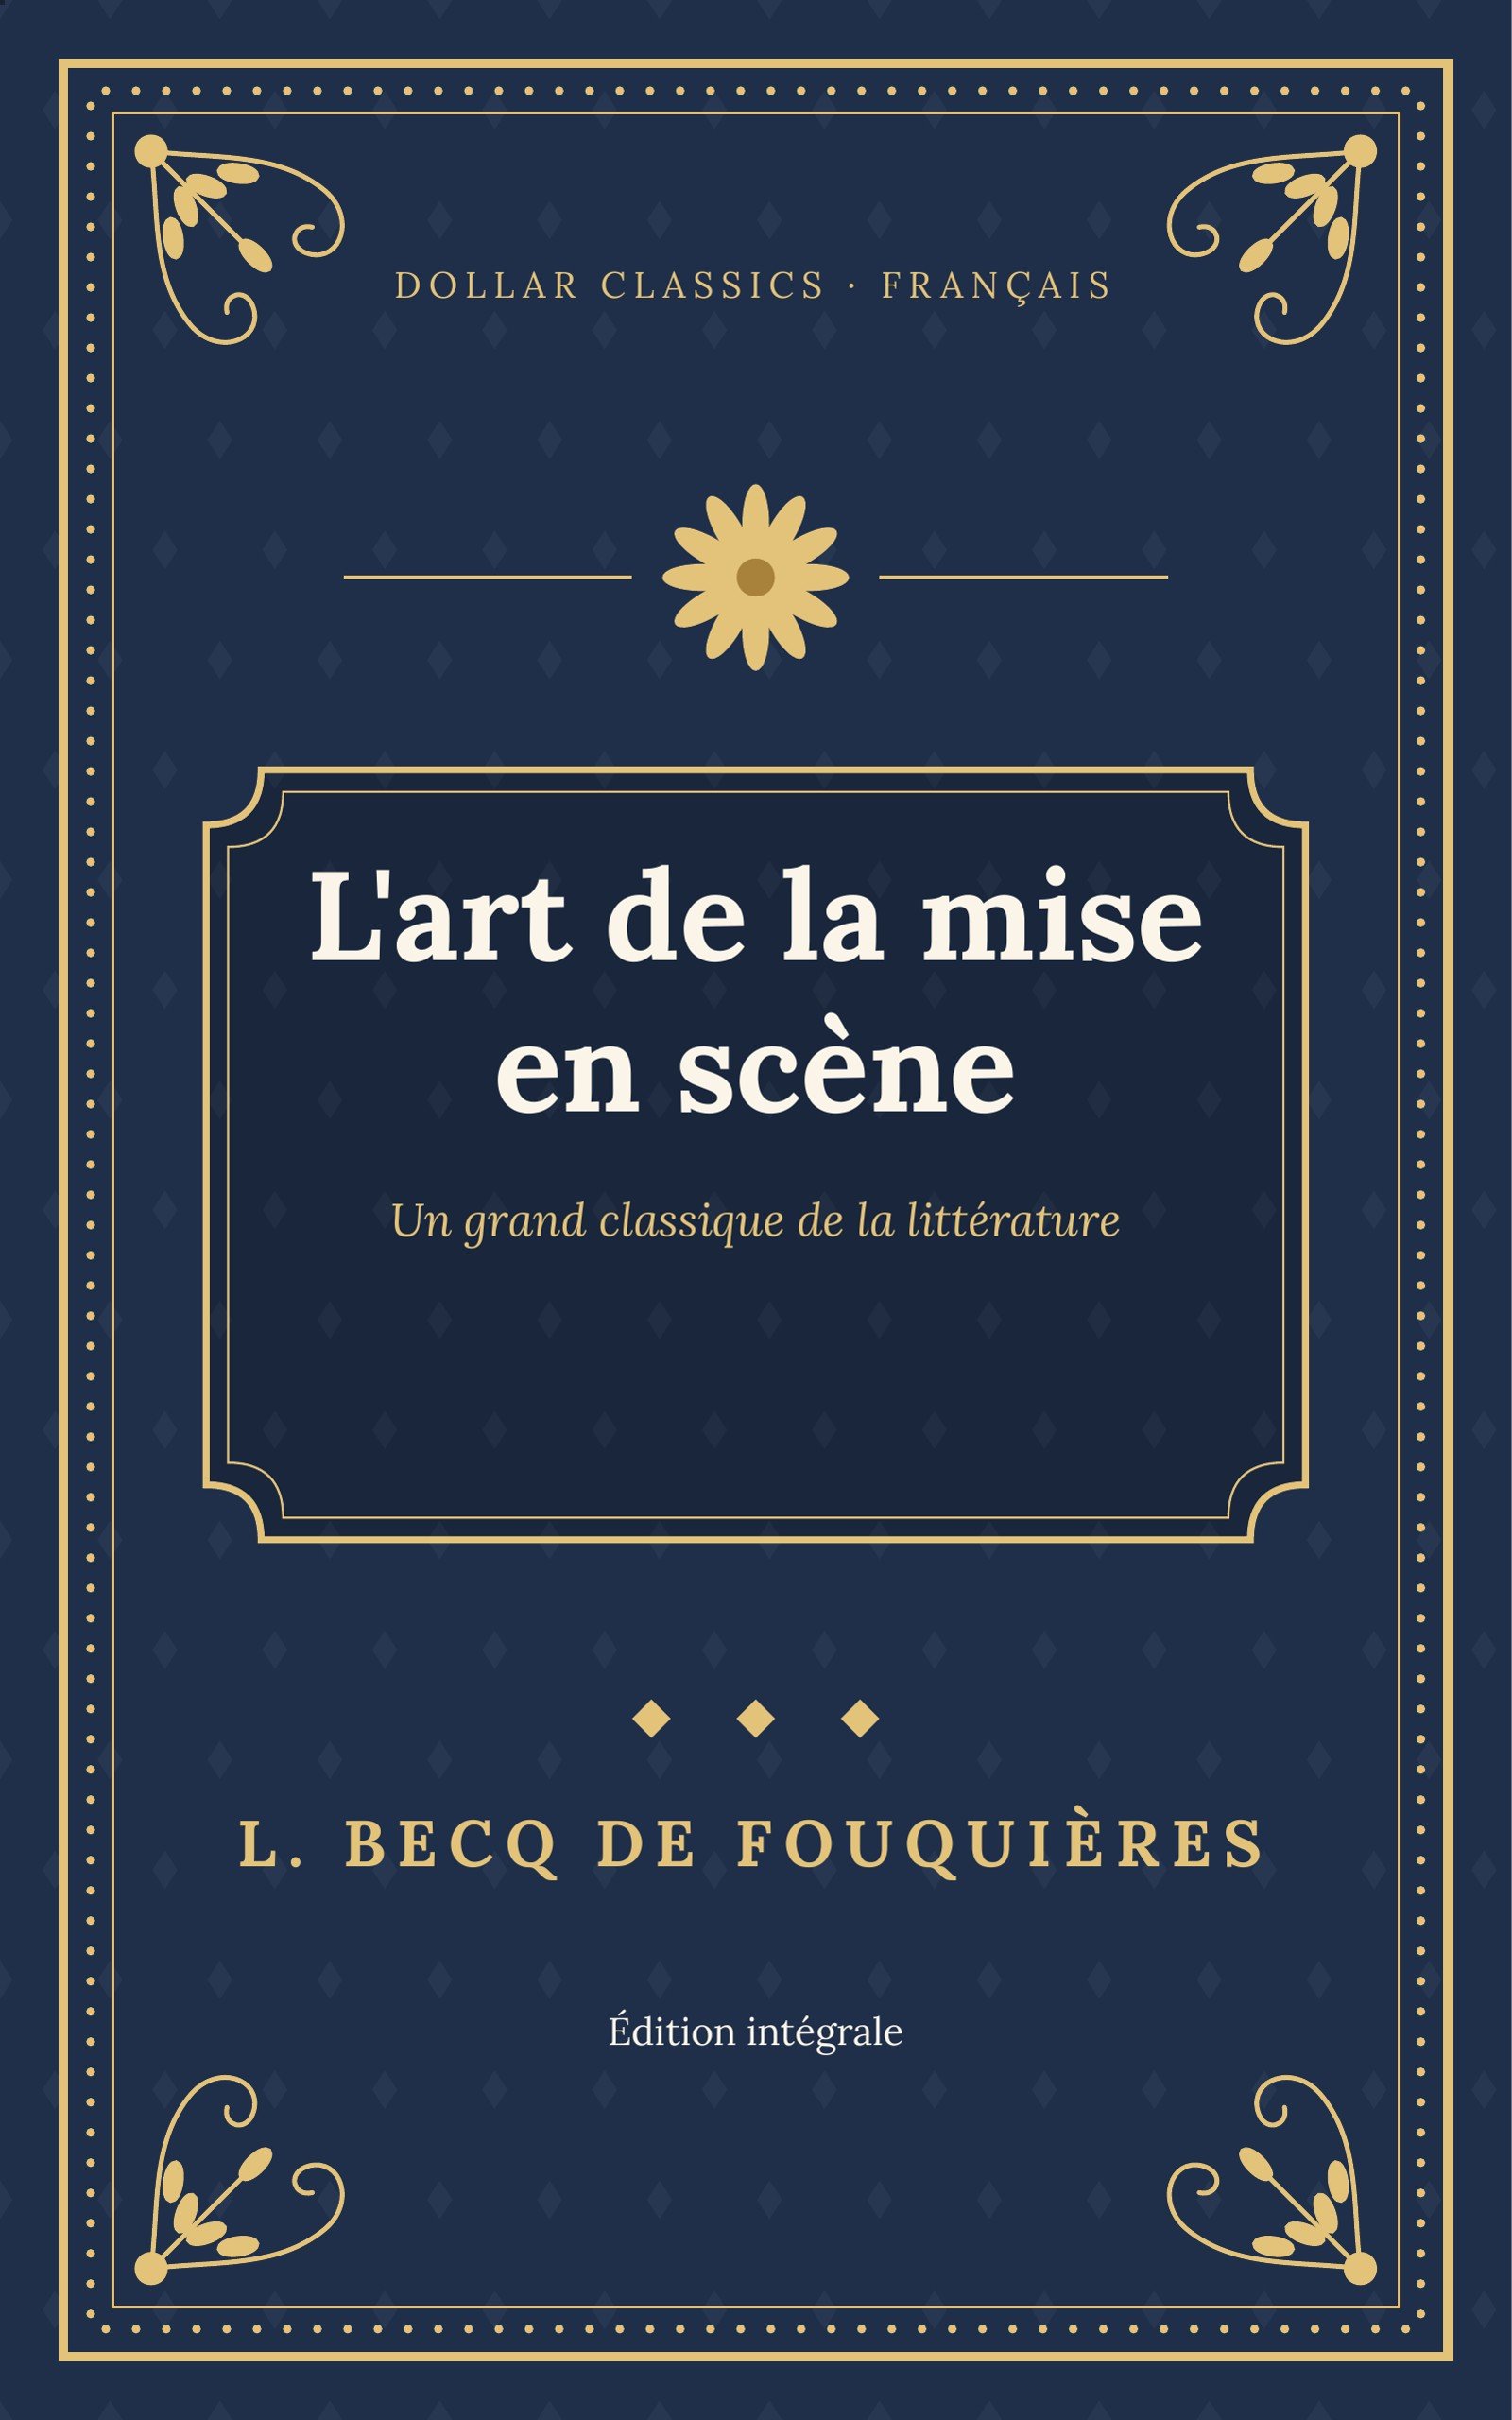 DOLLAR CLASSICS · FRANÇAIS
L'art de la mise
en scène
Un grand classique de la littérature
L. BECQ DE FOUQUIÈRES
Édition intégrale